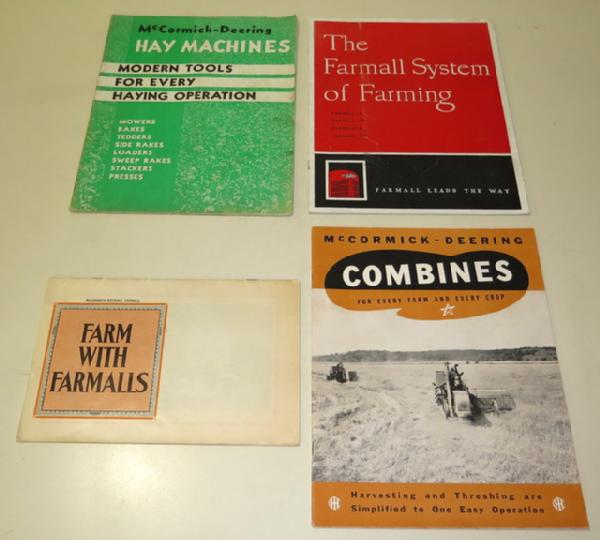 McCormick-Deering
HAY MACHINES
MODERN TOOLS
FOR EVERY
HAYING OPERATION
MOWERS
RAKES
TEDDERS
SIDE RAKES
LOADERS
SWEEP RAKES
STACKERS
PRESSES
The
Farmall System
of Farming
FARMALL LEADS THE WAY
FARM
WITH
FARMALLS
McCORMICK-DEERING
COMBINES
FOR EVERY FARM AND EVERY CROP
Harvesting and Threshing are
Simplified to One Easy Operation